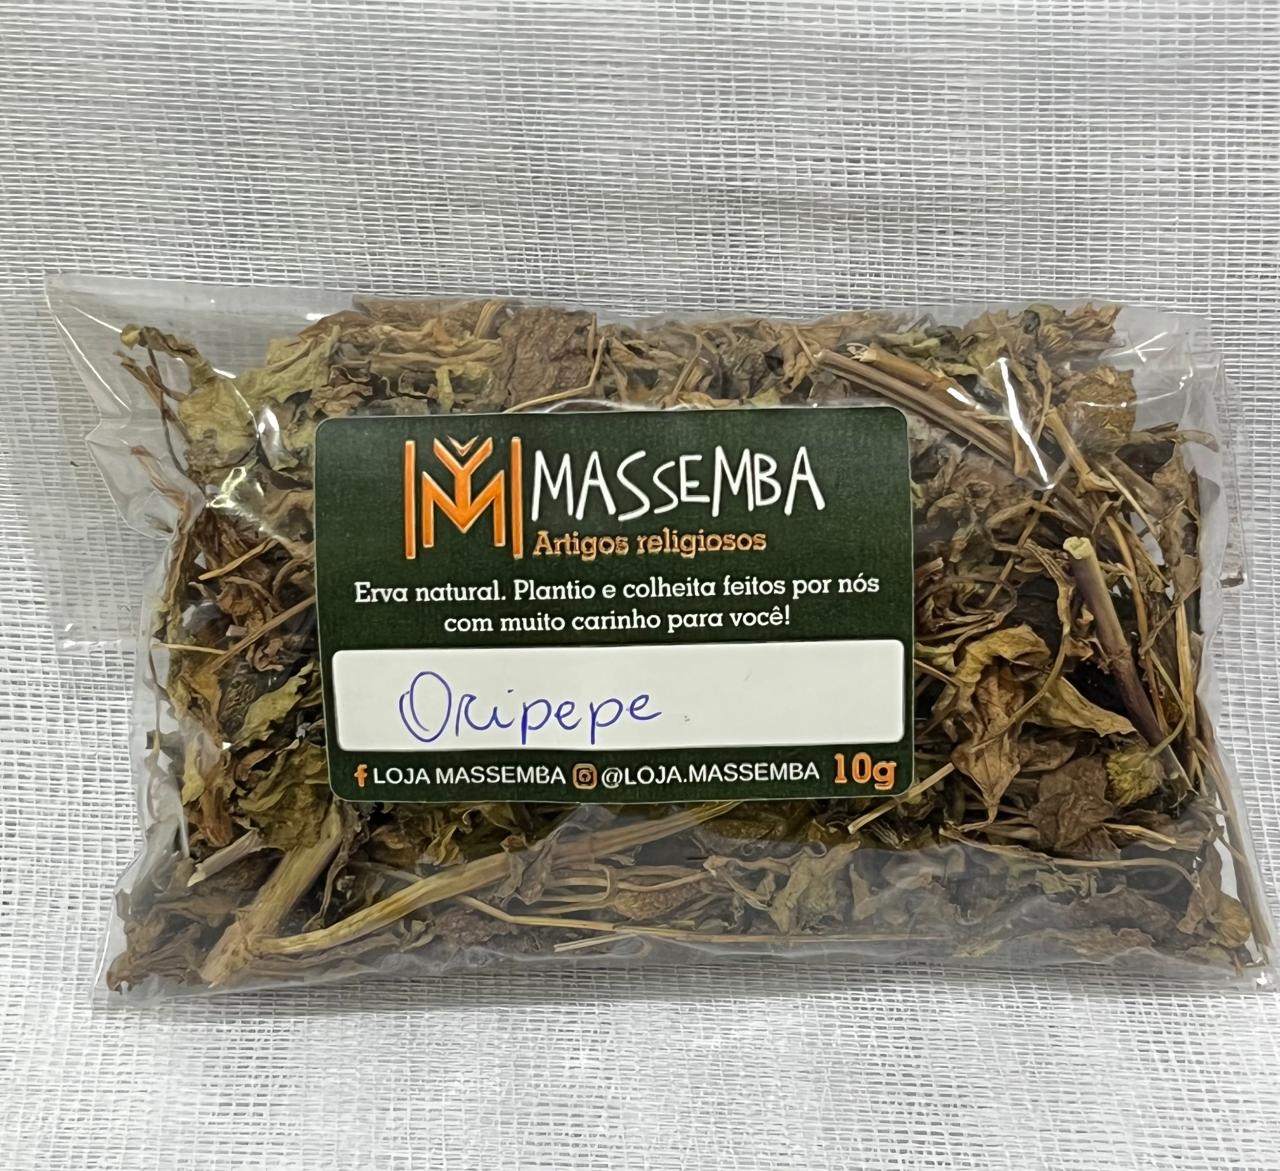 MASSEMBA
Artigos religiosos
Erva natural. Plantio e colheita feitos por nós
com muito carinho para você!
Oripepe
LOJA MASSEMBA @LOJA.MASSEMBA 10g